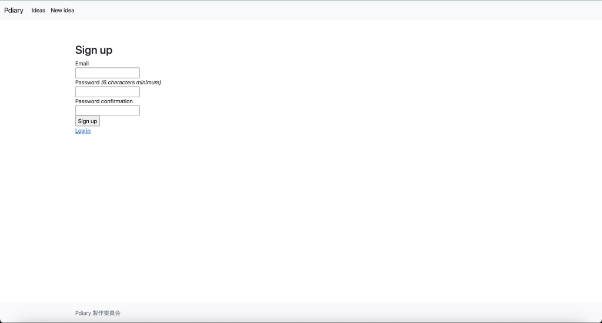 Pdiary Ideas New Idea
Sign up
Email
Password (6 characters minimum)
Password confirmation
Sign up
Log in
Pdiary 製作委員会